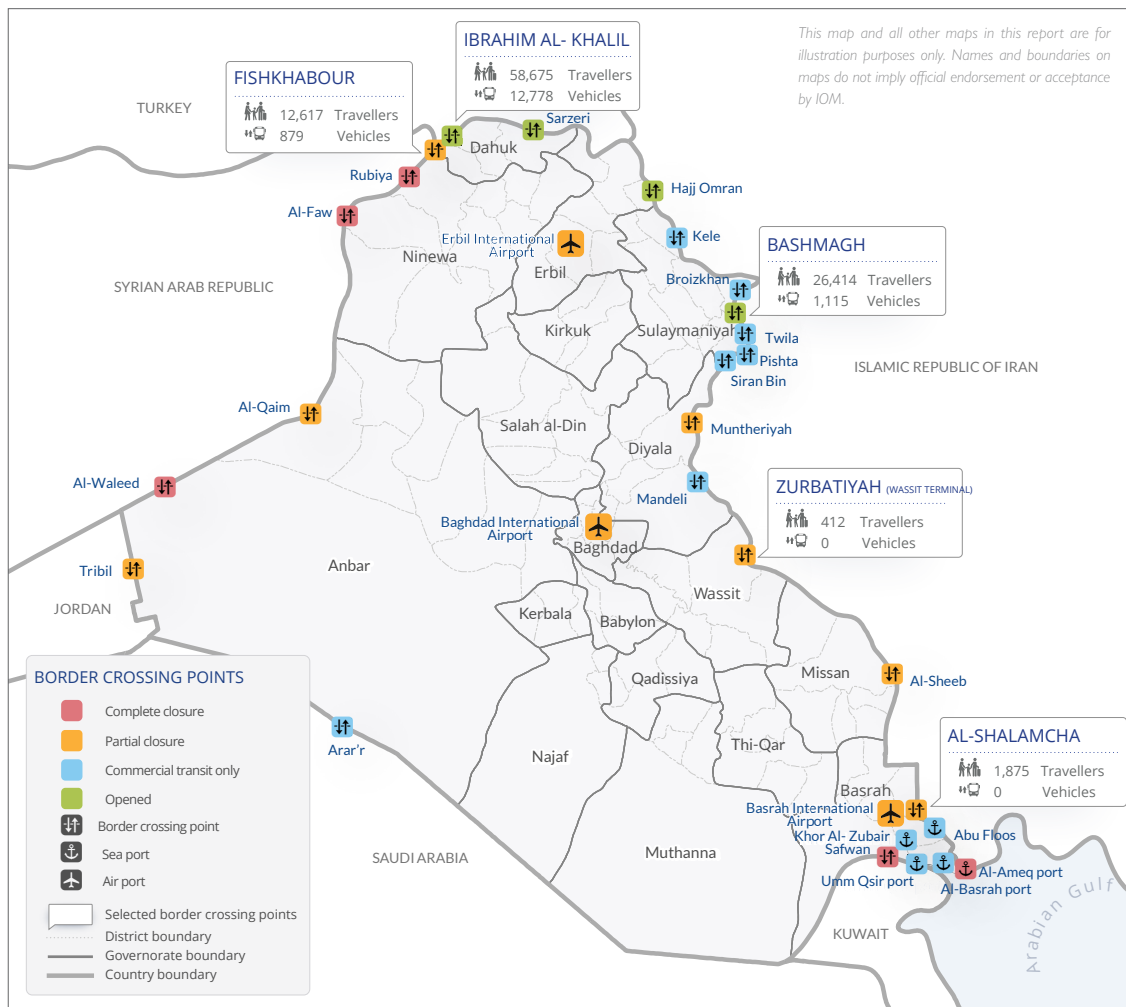 This map and all other maps in this report are for
illustration purposes only. Names and boundaries on
maps do not imply official endorsement or acceptance
by IOM.
IBRAHIM AL- KHALIL
58,675 Travellers
12,778 Vehicles
FISHKHABOUR
12,617 Travellers
879 Vehicles
TURKEY
Sarzeri
Dahuk
Rubiya
Hajj Omran
Al-Faw
Kele
Erbil International
Airport
Ninewa
Erbil
BASHMAGH
26,414 Travellers
1,115 Vehicles
Broizkhan
SYRIAN ARAB REPUBLIC
Kirkuk
Sulaymaniyah
Twila
Pishta
Siran Bin
ISLAMIC REPUBLIC OF IRAN
Al-Qaim
Salah al-Din
Muntheriyah
Diyala
Al-Waleed
Mandeli
ZURBATIYAH (WASSIT TERMINAL)
412 Travellers
0 Vehicles
Baghdad International
Airport
Baghdad
Anbar
Tribil
JORDAN
Wassit
Kerbala
Babylon
Qadissiya
Missan
Al-Sheeb
BORDER CROSSING POINTS
Complete closure
Partial closure
Commercial transit only
Opened
Border crossing point
Sea port
Air port
Selected border crossing points
District boundary
Governorate boundary
Country boundary
Arar'r
Najaf
Thi-Qar
AL-SHALAMCHA
1,875 Travellers
0 Vehicles
Basrah
Basrah International
Airport
Khor Al- Zubair
Safwan
Abu Floos
Muthanna
SAUDI ARABIA
Umm Qsir port
Al-Ameq port
Al-Basrah port
KUWAIT
Arabian Gulf